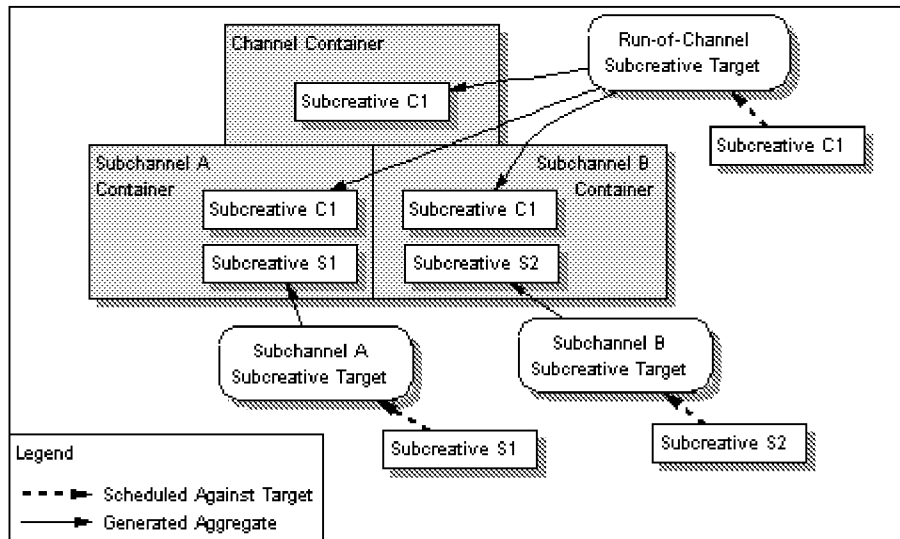 Channel Container
Run-of-Channel
Subcreative Target
Subcreative C1
Subcreative C1
Subchannel A
Container
Subchannel B
Container
Subcreative C1
Subcreative C1
Subcreative S1
Subcreative S2
Subchannel A
Subcreative Target
Subchannel B
Subcreative Target
Subcreative S1
Subcreative S2
Legend
Scheduled Against Target
Generated Aggregate